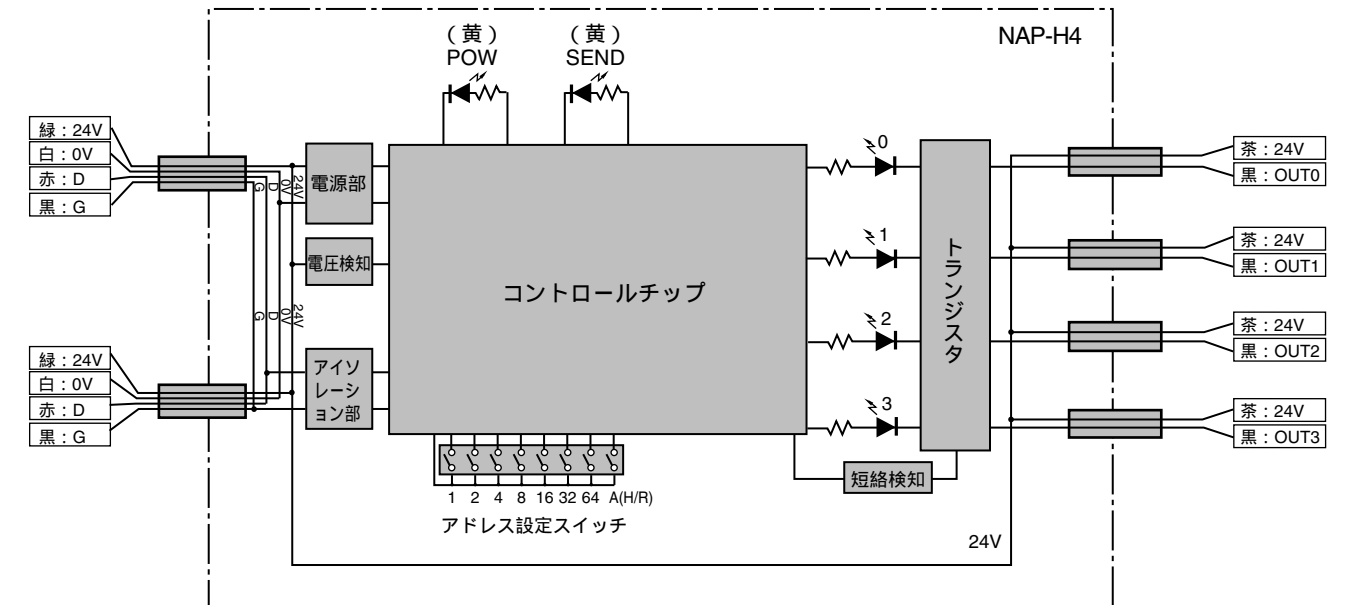 NAP-H4
(黄)
POW
(黄)
SEND
緑：24V
白：0V
赤：D
黒：G
G
D
0V
24V
電源部
電圧検知
G
D
0V
24V
緑：24V
白：0V
赤：D
黒：G
アイソ
レーシ
ョン部
コントロールチップ
0
1
2
3
トランジスタ
短絡検知
茶：24V
黒：OUT0
茶：24V
黒：OUT1
茶：24V
黒：OUT2
茶：24V
黒：OUT3
1 2 4 8 16 32 64 A(H/R)
アドレス設定スイッチ
24V